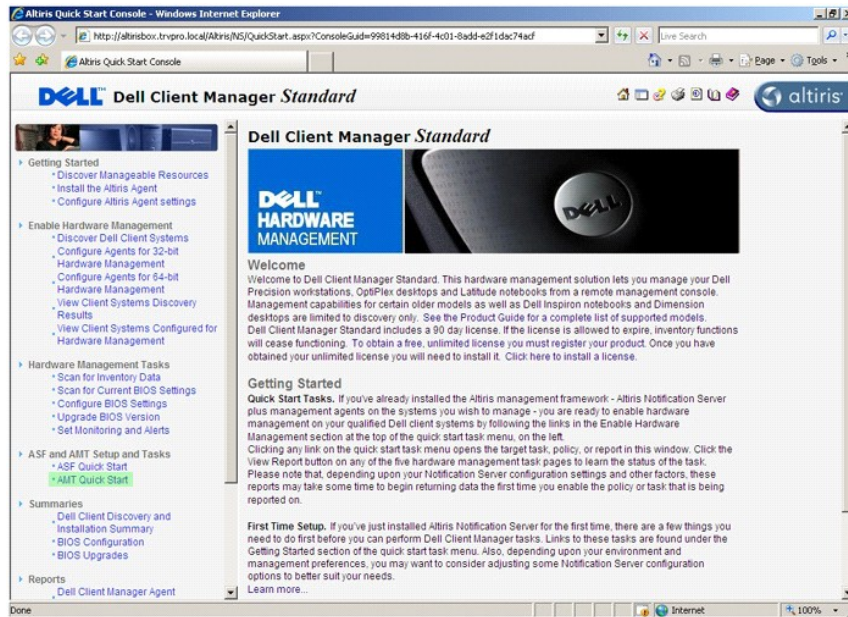 Altiris Quick Start Console - Windows Internet Explorer
http://altirisbox.trvpro.local/Altiris/NS/QuickStart.aspx?ConsoleGuid=99814d8b-416f-4c01-8add-e2f1dac74acf
Live Search
Altiris Quick Start Console
Page
Tools
DELL™ Dell Client Manager Standard
altiris
Getting Started
Discover Manageable Resources
Install the Altiris Agent
Configure Altiris Agent settings
Enable Hardware Management
Discover Dell Client Systems
Configure Agents for 32-bit
Hardware Management
Configure Agents for 64-bit
Hardware Management
View Client Systems Discovery
Results
View Client Systems Configured for
Hardware Management
Hardware Management Tasks
Scan for Inventory Data
Scan for Current BIOS Settings
Configure BIOS Settings
Upgrade BIOS Version
Set Monitoring and Alerts
ASF and AMT Setup and Tasks
ASF Quick Start
AMT Quick Start
Summaries
Dell Client Discovery and
Installation Summary
BIOS Configuration
BIOS Upgrades
Reports
Dell Client Manager Agent
Dell Client Manager Standard
DELL™
HARDWARE
MANAGEMENT
DELL
Welcome
Welcome to Dell Client Manager Standard. This hardware management solution lets you manage your Dell
Precision workstations, OptiPlex desktops and Latitude notebooks from a remote management console.
Management capabilities for certain older models as well as Dell Inspiron notebooks and Dimension
desktops are limited to discovery only. See the Product Guide for a complete list of supported models.
Dell Client Manager Standard includes a 90 day license. If the license is allowed to expire, inventory functions
will cease functioning. To obtain a free, unlimited license you must register your product. Once you have
obtained your unlimited license you will need to install it. Click here to install a license.
Getting Started
Quick Start Tasks. If you've already installed the Altiris management framework - Altiris Notification Server
plus management agents on the systems you wish to manage - you are ready to enable hardware
management on your qualified Dell client systems by following the links in the Enable Hardware
Management section at the top of the quick start task menu, on the left.
Clicking any link on the quick start task menu opens the target task, policy, or report in this window. Click the
View Report button on any of the five hardware management task pages to learn the status of the task.
Please note that, depending upon your Notification Server configuration settings and other factors, these
reports may take some time to begin returning data the first time you enable the policy or task that is being
reported on.
First Time Setup. If you've just installed Altiris Notification Server for the first time, there are a few things you
need to do first before you can perform Dell Client Manager tasks. Links to these tasks are found under the
Getting Started section of the quick start task menu. Also, depending upon your environment and
management preferences, you may want to consider adjusting some Notification Server configuration
options to better suit your needs.
Learn more...
Done
Internet
100%